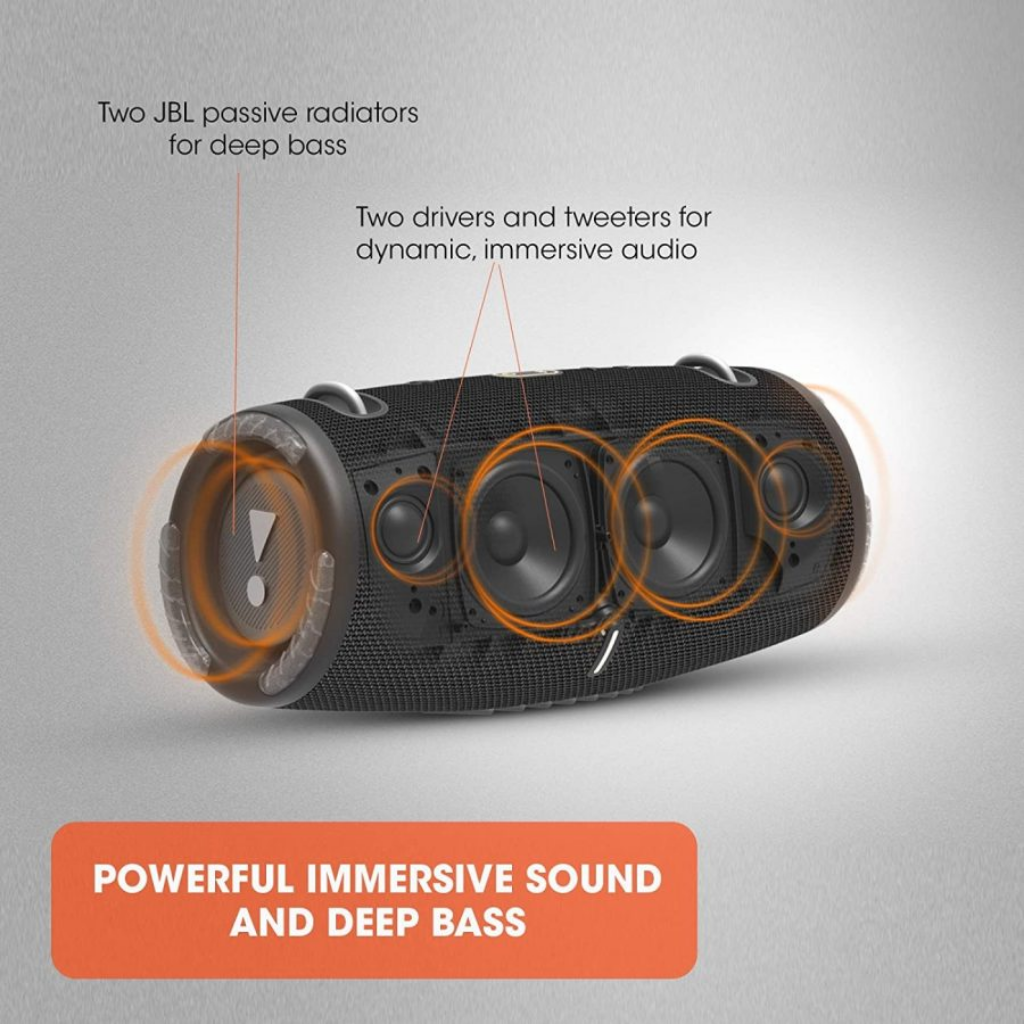 Two JBL passive radiators
for deep bass
Two drivers and tweeters for
dynamic, immersive audio
POWERFUL IMMERSIVE SOUND
AND DEEP BASS